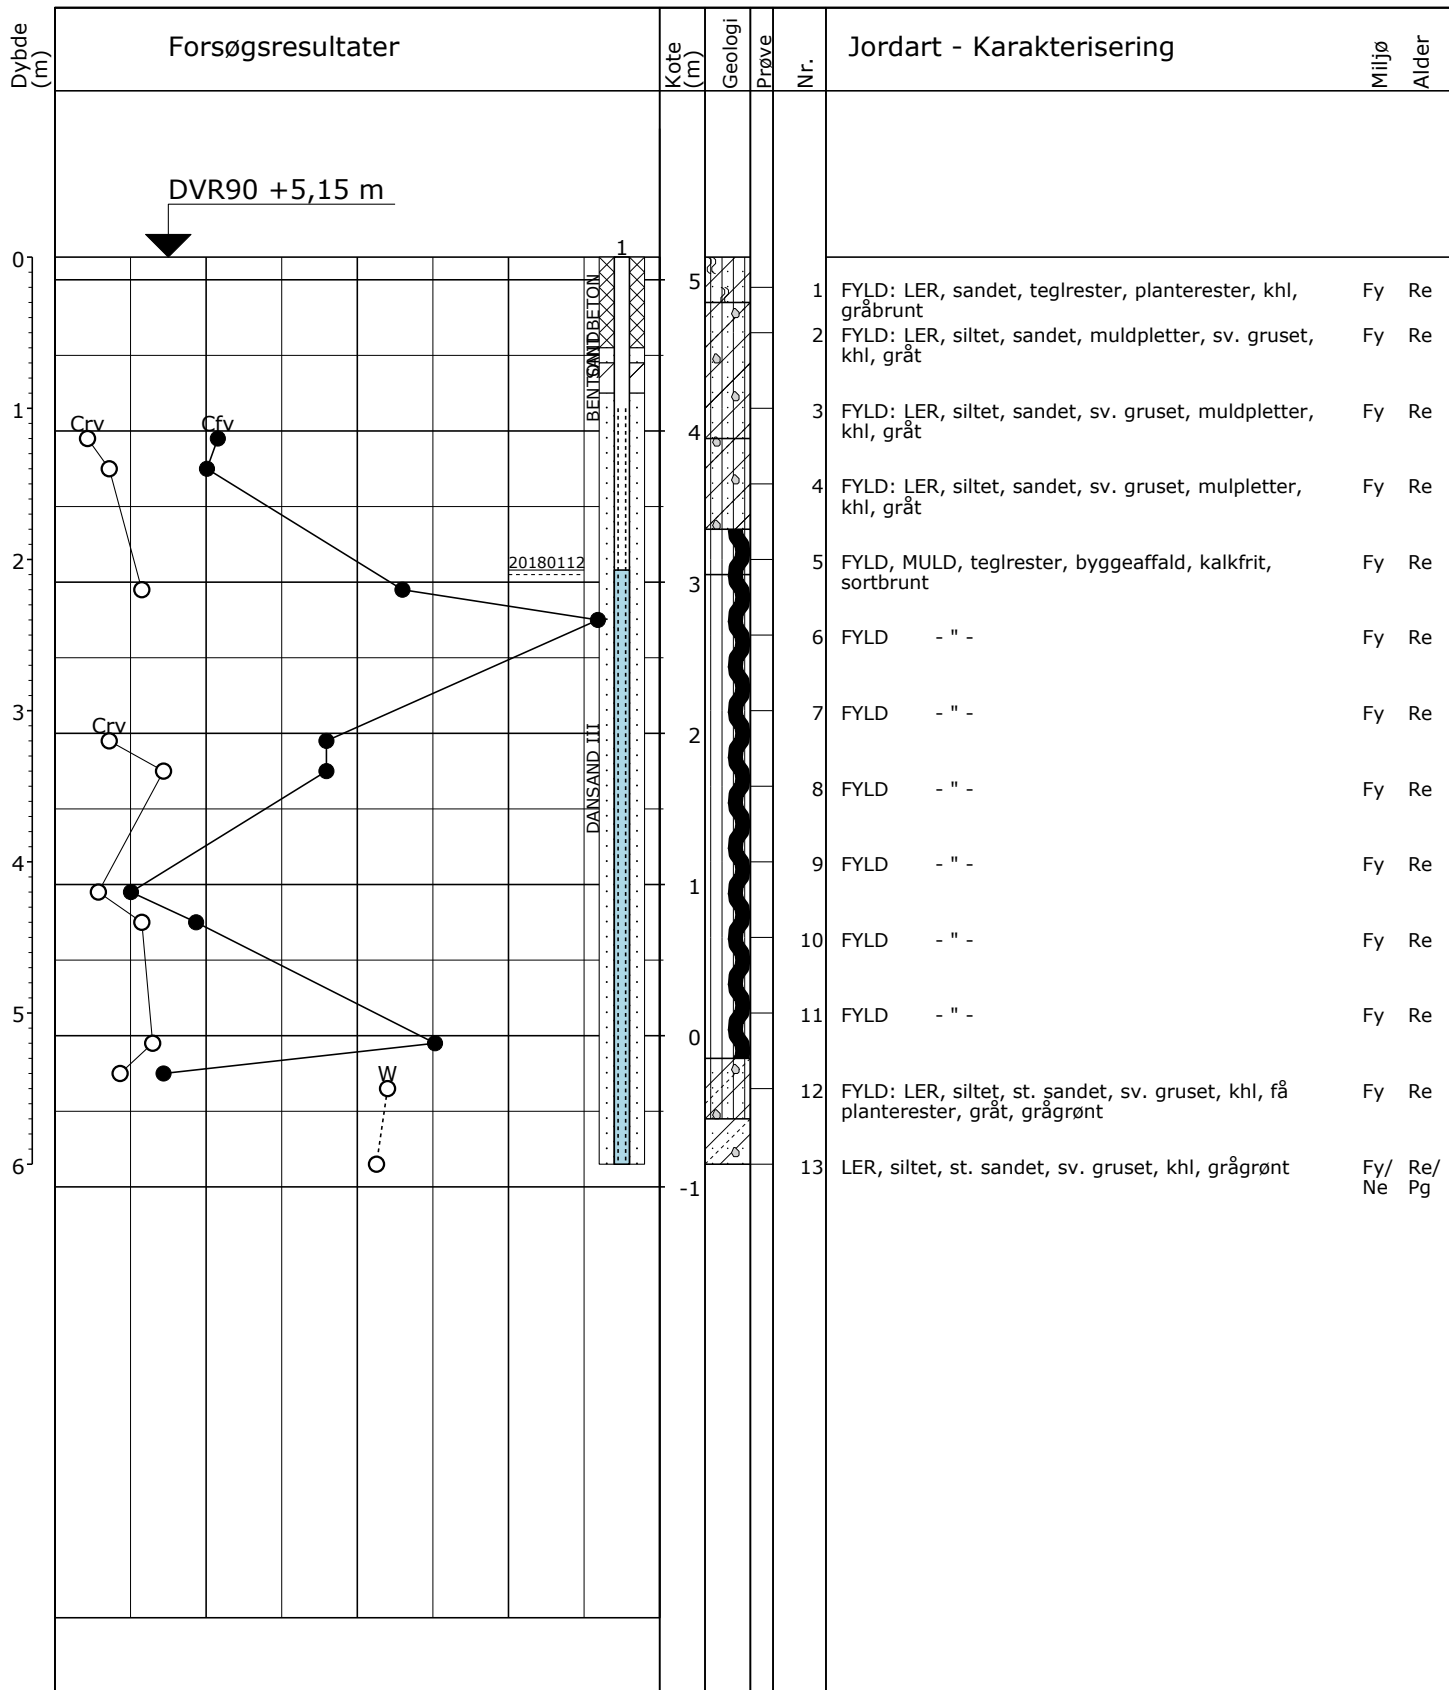 Dybde (m)
Forsøgsresultater
Kote (m)
Geologi
Prøve
Nr.
Jordart - Karakterisering
Miljø
Alder
DVR90 +5,15 m
1
0
1
2
3
4
5
6
5
4
3
2
1
0
-1
Crv
Cfv
Crv
W
20180112
BETON
SAND
BENTONIT
DANSAND III
1 FYLD: LER, sandet, teglrester, planterester, khl, Fy Re
gråbrunt
2 FYLD: LER, siltet, sandet, muldpletter, sv. gruset, Fy Re
khl, gråt
3 FYLD: LER, siltet, sandet, sv. gruset, muldpletter, Fy Re
khl, gråt
4 FYLD: LER, siltet, sandet, sv. gruset, mulpletter, Fy Re
khl, gråt
5 FYLD, MULD, teglrester, byggeaffald, kalkfrit, Fy Re
sortbrunt
6 FYLD - " - Fy Re
7 FYLD - " - Fy Re
8 FYLD - " - Fy Re
9 FYLD - " - Fy Re
10 FYLD - " - Fy Re
11 FYLD - " - Fy Re
12 FYLD: LER, siltet, st. sandet, sv. gruset, khl, få Fy Re
planterester, gråt, grågrønt
13 LER, siltet, st. sandet, sv. gruset, khl, grågrønt Fy/ Re/
Ne Pg